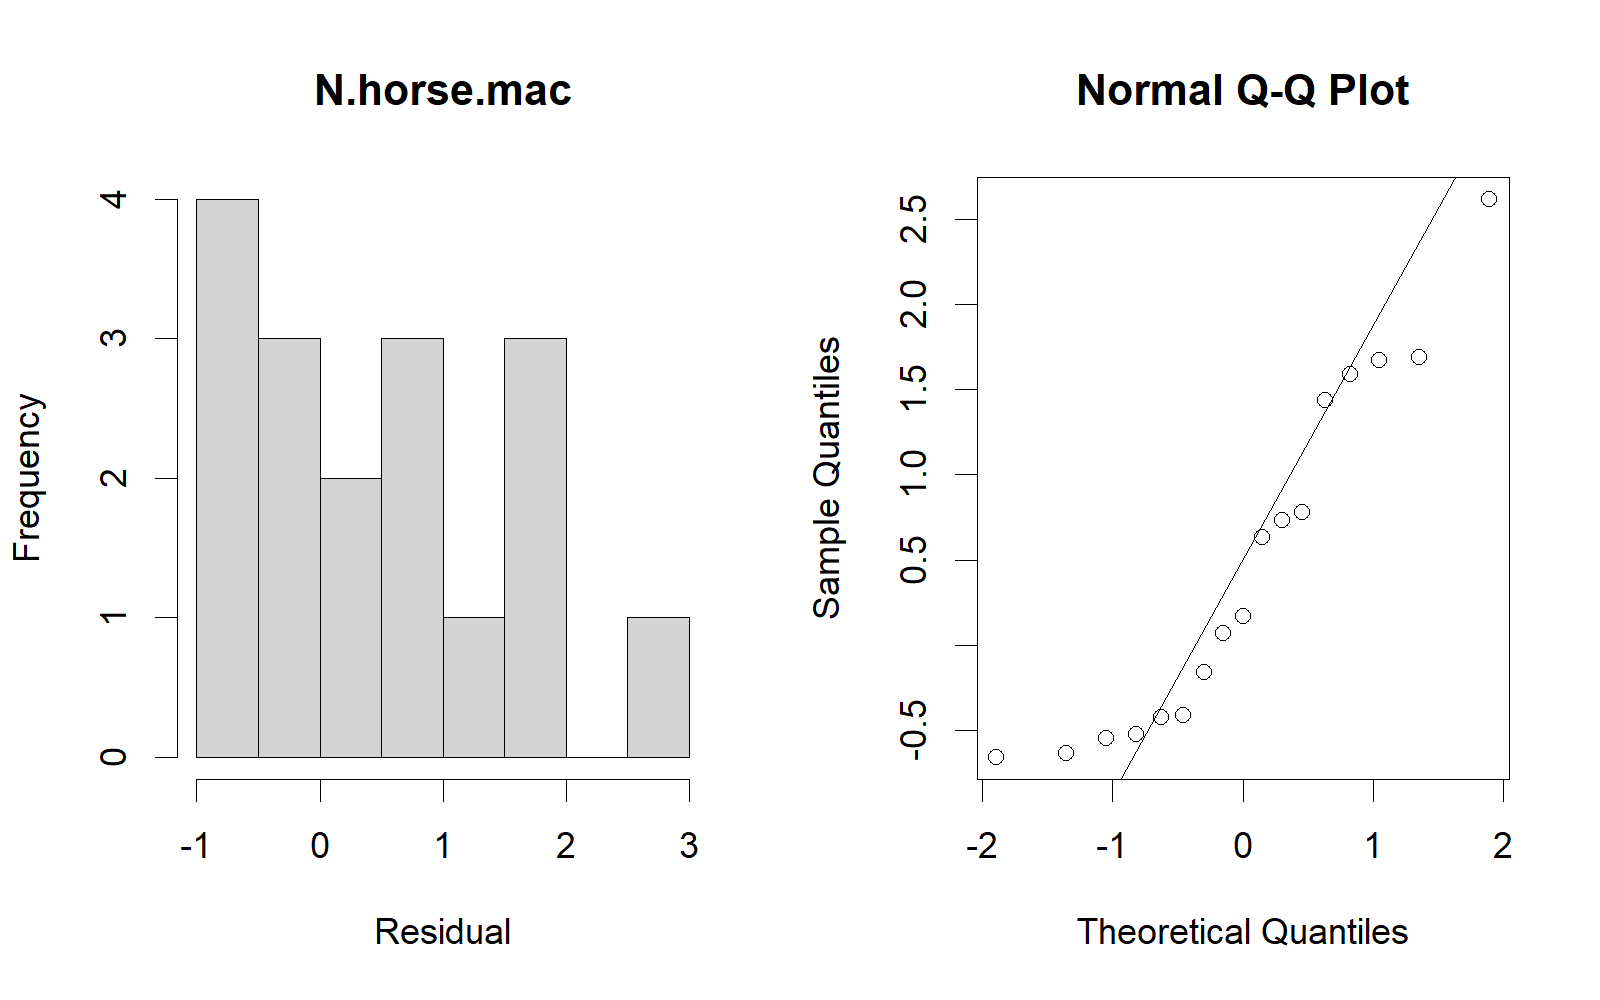 N.horse.mac
Frequency
4
3
2
1
0
-1 0 1 2 3
Residual
Normal Q-Q Plot
Sample Quantiles
2.5
2.0
1.5
1.0
0.5
-0.5
-2 -1 0 1 2
Theoretical Quantiles